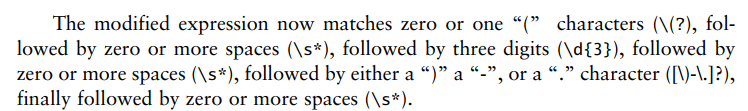 The modified expression now matches zero or one “(” characters (\(?), fol-
lowed by zero or more spaces (\s*), followed by three digits (\d{3}), followed by
zero or more spaces (\s*), followed by either a “)” a “-”, or a “.” character ([\)-\.]?),
finally followed by zero or more spaces (\s*).